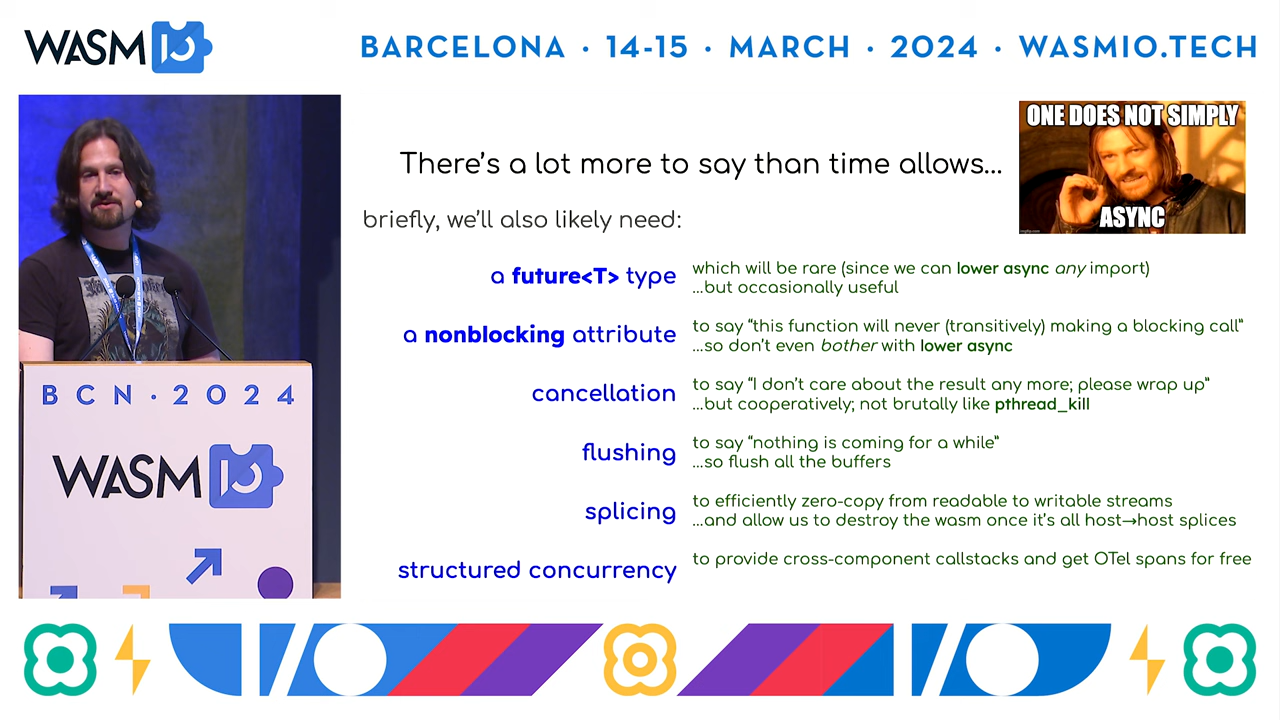 WASM IO
BARCELONA · 14-15 · MARCH · 2024 · WASMIO.TECH
ONE DOES NOT SIMPLY
ASYNC
imgflip.com
There's a lot more to say than time allows...
briefly, we'll also likely need:
a future<T> type
which will be rare (since we can lower async any import)
...but occasionally useful
a nonblocking attribute
to say “this function will never (transitively) making a blocking call”
...so don't even bother with lower async
cancellation
to say “I don't care about the result any more; please wrap up”
...but cooperatively; not brutally like pthread_kill
flushing
to say “nothing is coming for a while”
...so flush all the buffers
splicing
to efficiently zero-copy from readable to writable streams
...and allow us to destroy the wasm once it's all host→host splices
structured concurrency
to provide cross-component callstacks and get OTel spans for free
BCN·2024
WASM IO
I/O
I/O